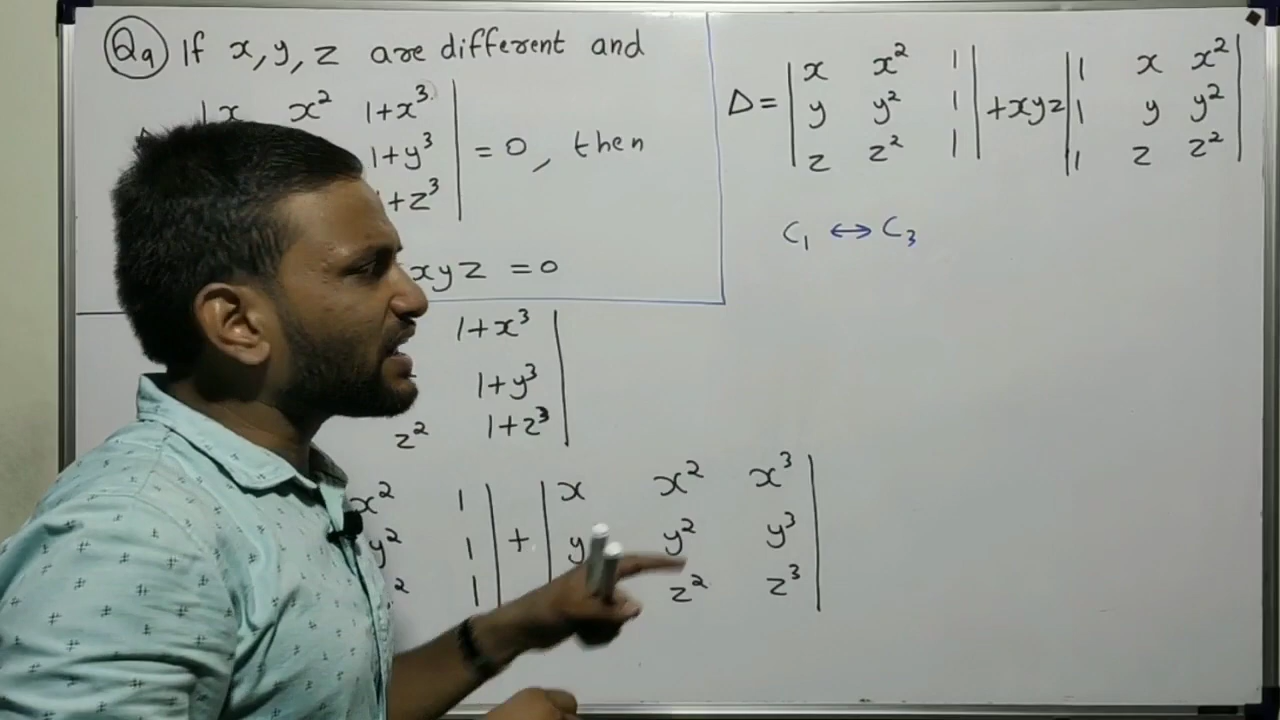 Q9 If x, y, z are different and
x x² 1+x³
1+y³ = 0, then
+z³
xyz = 0
1+x³
1+y³
z² 1+z³
x² 1 + x x² x³
y² 1 y y² y³
² 1 z² z³
Δ = x x² 1 + xyz 1 x x²
y y² 1 1 y y²
z z² 1 1 z z²
C₁ ↔ C₃